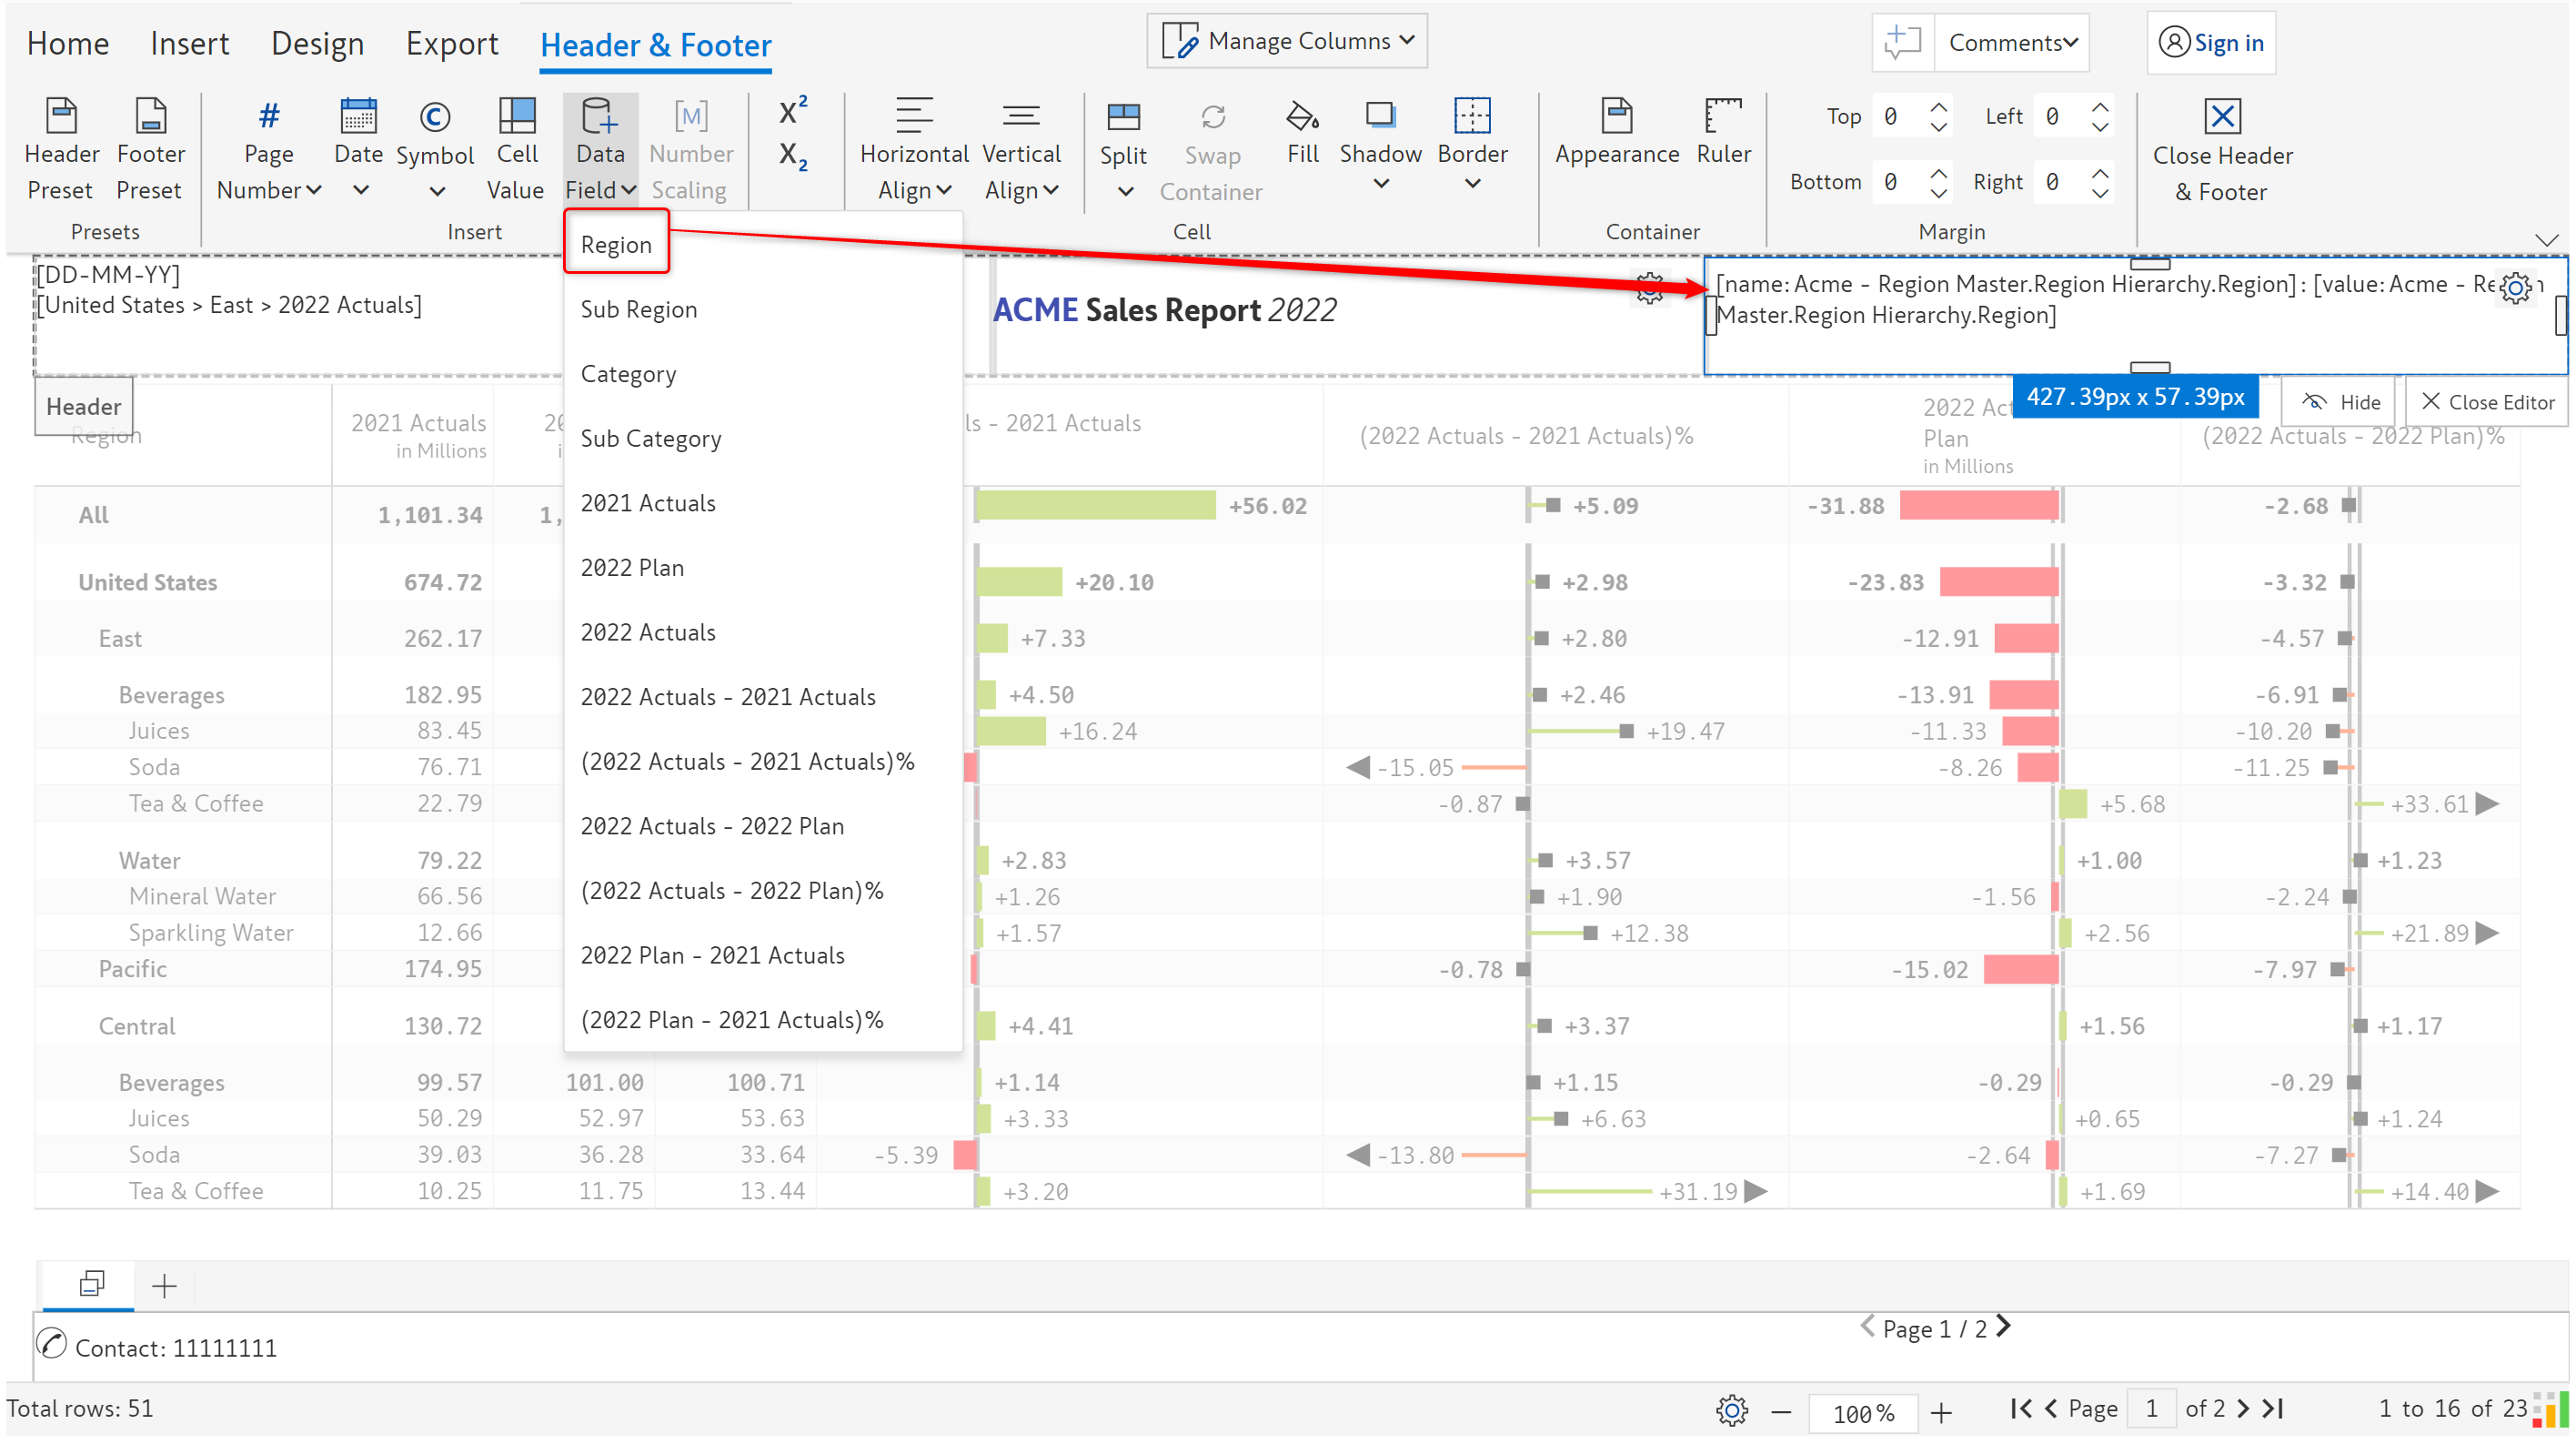 Home Insert Design Export Header & Footer Manage Columns Comments Sign in
Header Preset
Footer Preset
Presets
# Page Number
Date
Symbol
Cell Value
Data Field
[M] Number Scaling
Insert
X2
X2
Horizontal Align
Vertical Align
Split
Swap Container
Fill
Shadow
Border
Cell
Appearance
Ruler
Container
Top 0 Left 0
Bottom 0 Right 0
Margin
Close Header & Footer
Region
Sub Region
Category
Sub Category
2021 Actuals
2022 Plan
2022 Actuals
2022 Actuals - 2021 Actuals
(2022 Actuals - 2021 Actuals)%
2022 Actuals - 2022 Plan
(2022 Actuals - 2022 Plan)%
2022 Plan - 2021 Actuals
(2022 Plan - 2021 Actuals)%
[DD-MM-YY]
[United States > East > 2022 Actuals]
ACME Sales Report 2022
[name: Acme - Region Master.Region Hierarchy.Region]: [value: Acme -
Master.Region Hierarchy.Region]
Header
427.39px x 57.39px
Hide
Close Editor
Region
2021 Actuals
in Millions
- 2021 Actuals
(2022 Actuals - 2021 Actuals)%
2022
Plan
in Millions
(2022 Actuals - 2022 Plan)%
All 1,101.34 +56.02 +5.09 -31.88 -2.68
United States 674.72 +20.10 +2.98 -23.83 -3.32
East 262.17 +7.33 +2.80 -12.91 -4.57
Beverages 182.95 +4.50 +2.46 -13.91 -6.91
Juices 83.45 +16.24 +19.47 -11.33 -10.20
Soda 76.71 -15.05 -8.26 -11.25
Tea & Coffee 22.79 -0.87 +5.68 +33.61
Water 79.22 +2.83 +3.57 +1.00 +1.23
Mineral Water 66.56 +1.26 +1.90 -1.56 -2.24
Sparkling Water 12.66 +1.57 +12.38 +2.56 +21.89
Pacific 174.95 -0.78 -15.02 -7.97
Central 130.72 +4.41 +3.37 +1.56 +1.17
Beverages 99.57 101.00 100.71 +1.14 +1.15 -0.29 -0.29
Juices 50.29 52.97 53.63 +3.33 +6.63 +0.65 +1.24
Soda 39.03 36.28 33.64 -5.39 -13.80 -2.64 -7.27
Tea & Coffee 10.25 11.75 13.44 +3.20 +31.19 +1.69 +14.40
Page 1 / 2
Contact: 11111111
Total rows: 51 100% Page 1 of 2 1 to 16 of 23